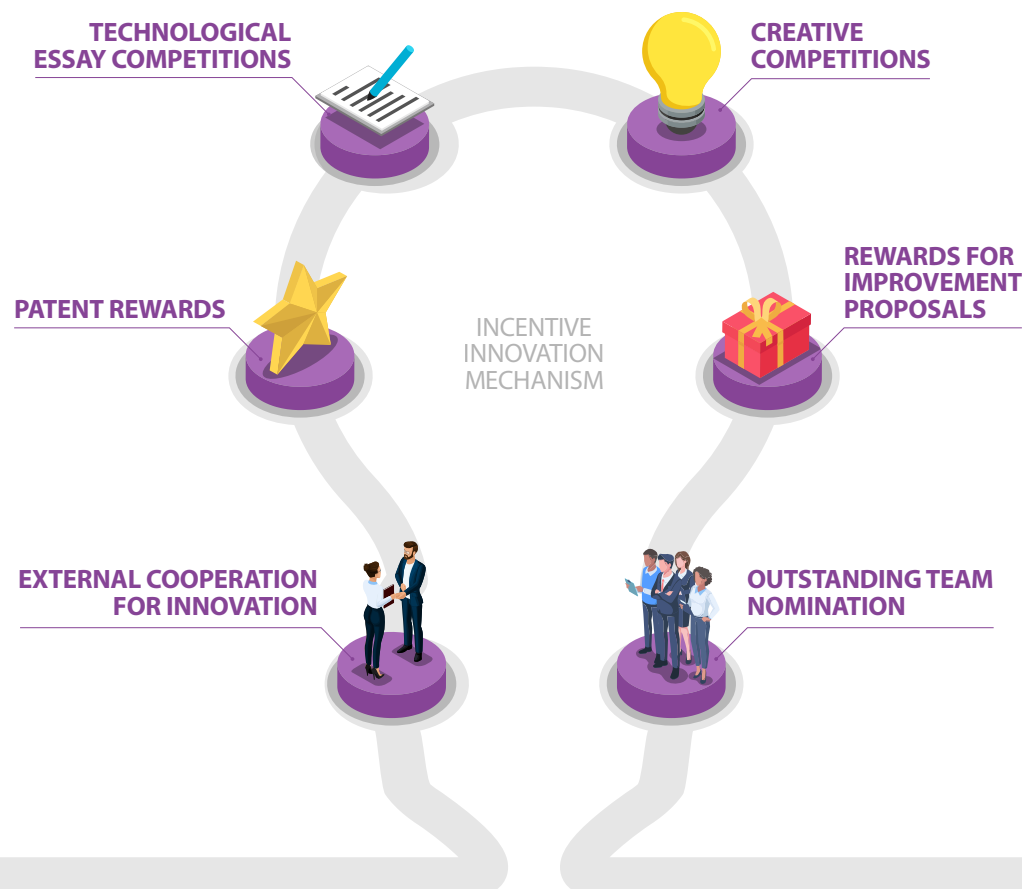 TECHNOLOGICAL
ESSAY COMPETITIONS
CREATIVE
COMPETITIONS
PATENT REWARDS
INCENTIVE
INNOVATION
MECHANISM
REWARDS FOR
IMPROVEMENT
PROPOSALS
EXTERNAL COOPERATION
FOR INNOVATION
OUTSTANDING TEAM
NOMINATION